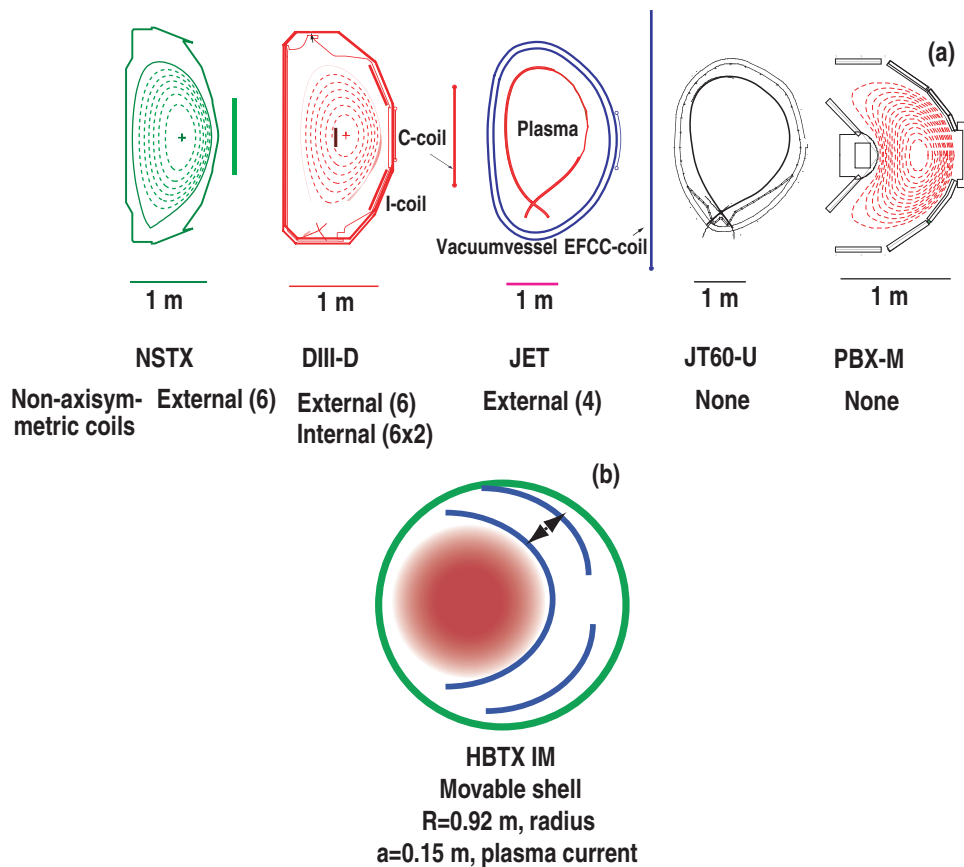 (a)
C-coil
Plasma
I-coil
Vacuumvessel EFCC-coil
1 m
1 m
1 m
1 m
1 m
NSTX
DIII-D
JET
JT60-U
PBX-M
Non-axisym-
metric coils
External (6)
External (6)
Internal (6x2)
External (4)
None
None
(b)
HBTX IM
Movable shell
R=0.92 m, radius
a=0.15 m, plasma current